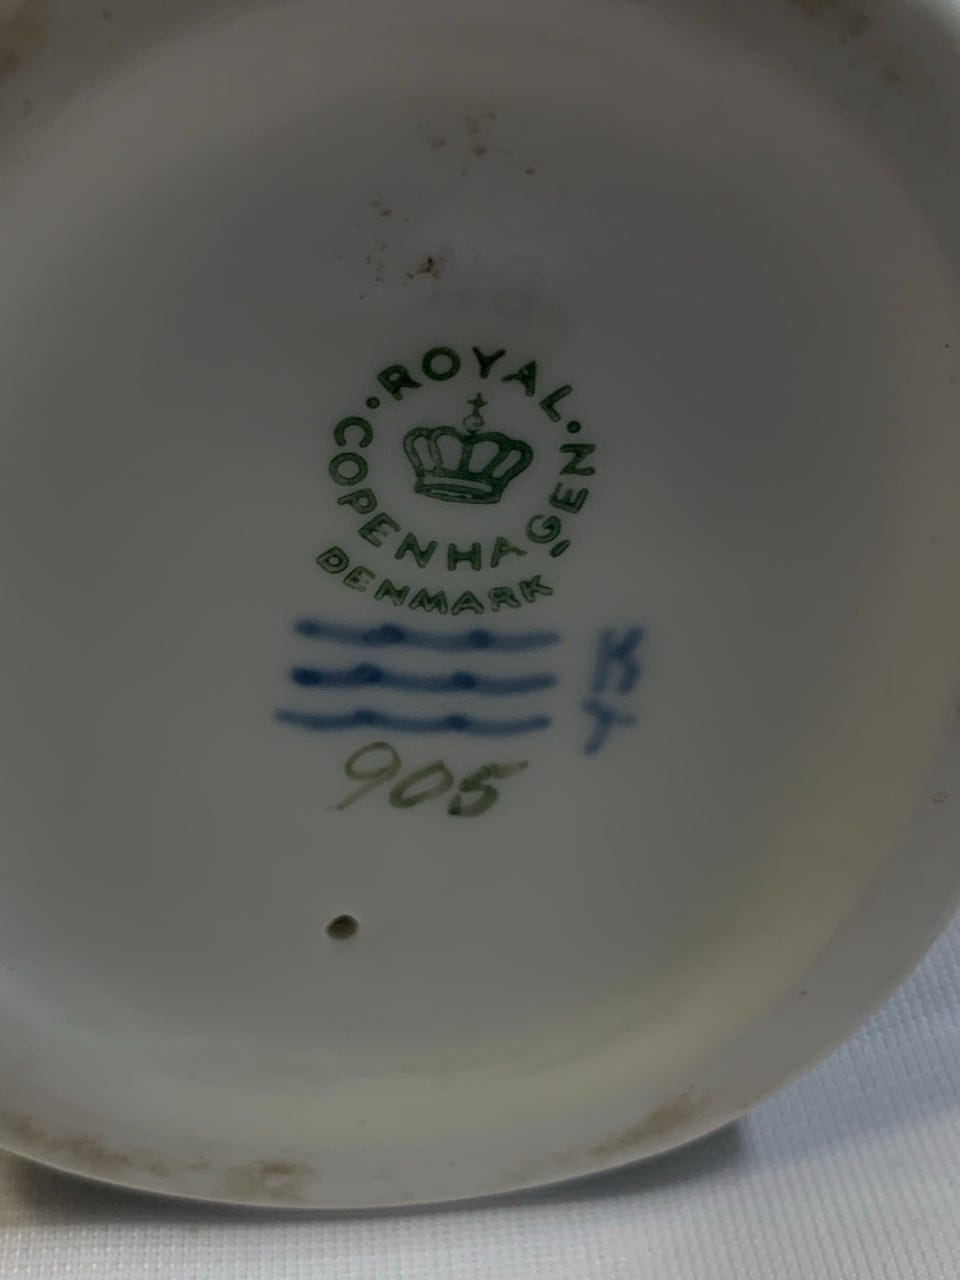 ROYAL
COPENHAGEN
DENMARK
K
T
905